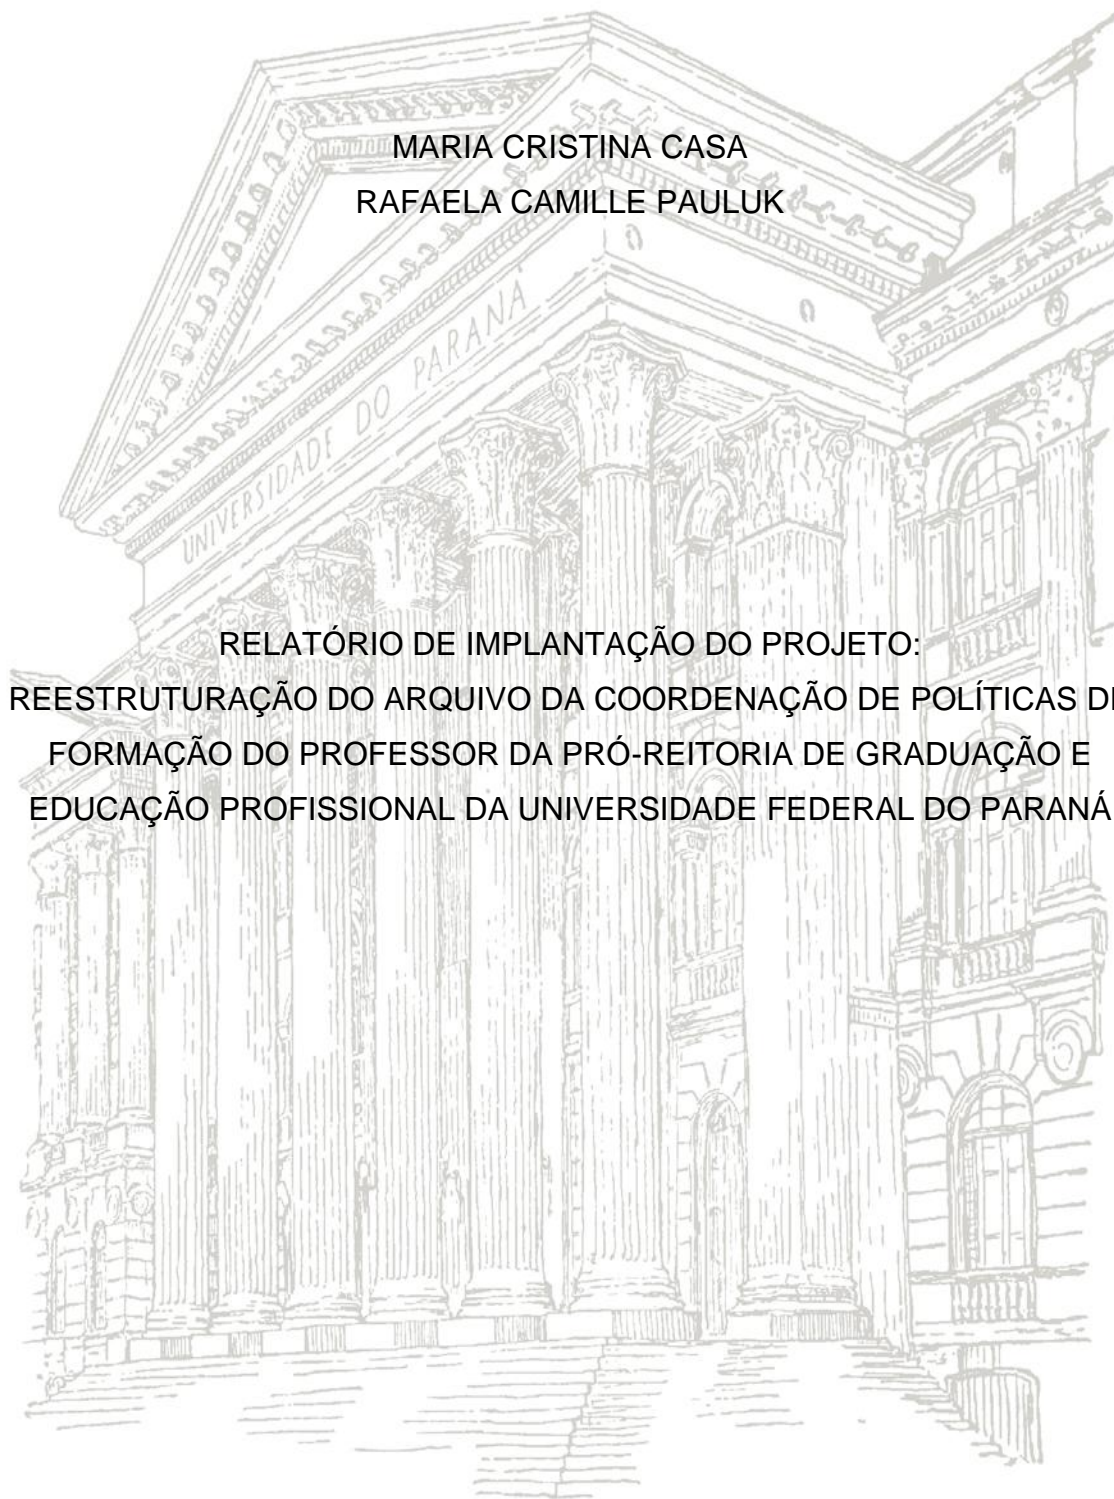 MARIA CRISTINA CASA
RAFAELA CAMILLE PAULUK
UNIVERSIDADE DO PARANÁ
RELATÓRIO DE IMPLANTAÇÃO DO PROJETO:
REESTRUTURAÇÃO DO ARQUIVO DA COORDENAÇÃO DE POLÍTICAS DE
FORMAÇÃO DO PROFESSOR DA PRÓ-REITORIA DE GRADUAÇÃO E
EDUCAÇÃO PROFISSIONAL DA UNIVERSIDADE FEDERAL DO PARANÁ